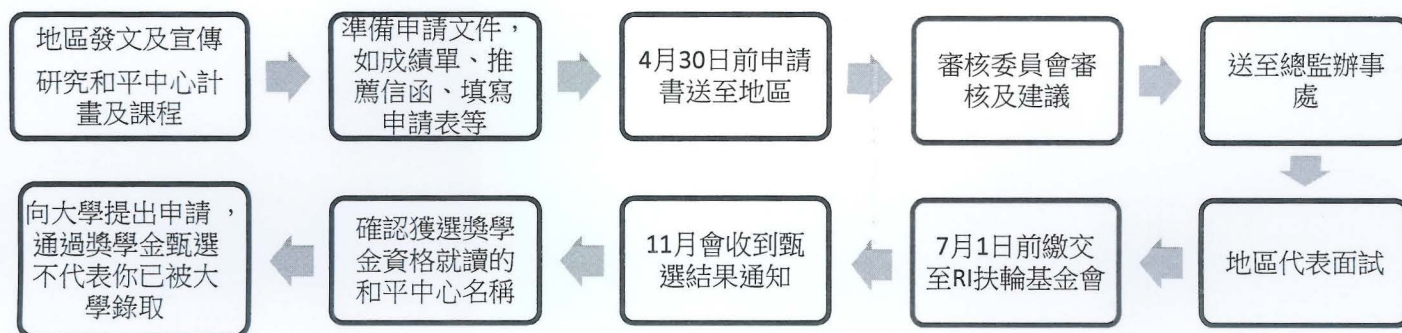 地區發文及宣傳
研究和平中心計
畫及課程
準備申請文件，
如成績單、推
薦信函、填寫
申請表等
4月30日前申請
書送至地區
審核委員會審
核及建議
送至總監辦事
處
地區代表面試
7月1日前繳交
至RI扶輪基金會
11月會收到甄
選結果通知
確認獲選獎學
金資格就讀的
和平中心名稱
向大學提出申請，
通過獎學金甄選
不代表你已被大
學錄取